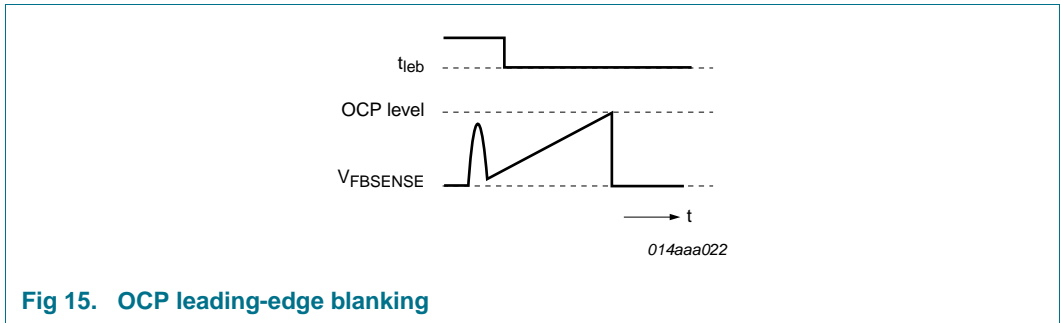 tleb
OCP level
VFBSENSE
t
014aaa022
Fig 15. OCP leading-edge blanking